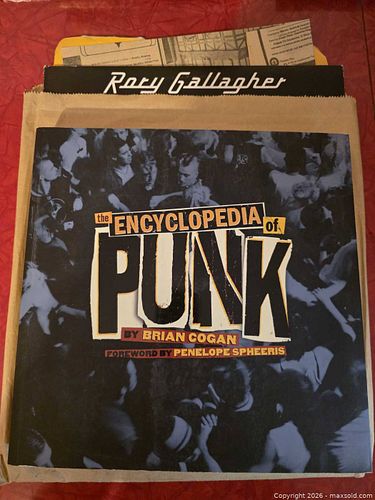 Rory Gallagher
the ENCYCLOPEDIA of
PUNK
BY BRIAN COGAN
FOREWORD BY PENELOPE SPHEERIS
Copyright 2026 - maxsold.com